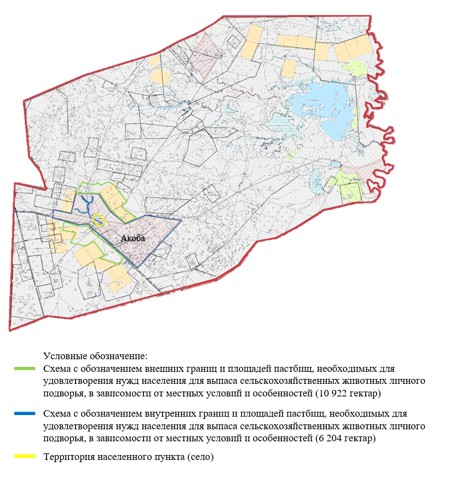 Акоба
Условные обозначение:
Схема с обозначением внешних границ и площадей пастбищ, необходимых для
удовлетворения нужд населения для выпаса сельскохозяйственных животных личного
подворья, в зависимости от местных условий и особенностей (10 922 гектар)
Схема с обозначением внутренних границ и площадей пастбищ, необходимых для
удовлетворения нужд населения для выпаса сельскохозяйственных животных личного
подворья, в зависимости от местных условий и особенностей (6 204 гектар)
Территория населенного пункта (село)